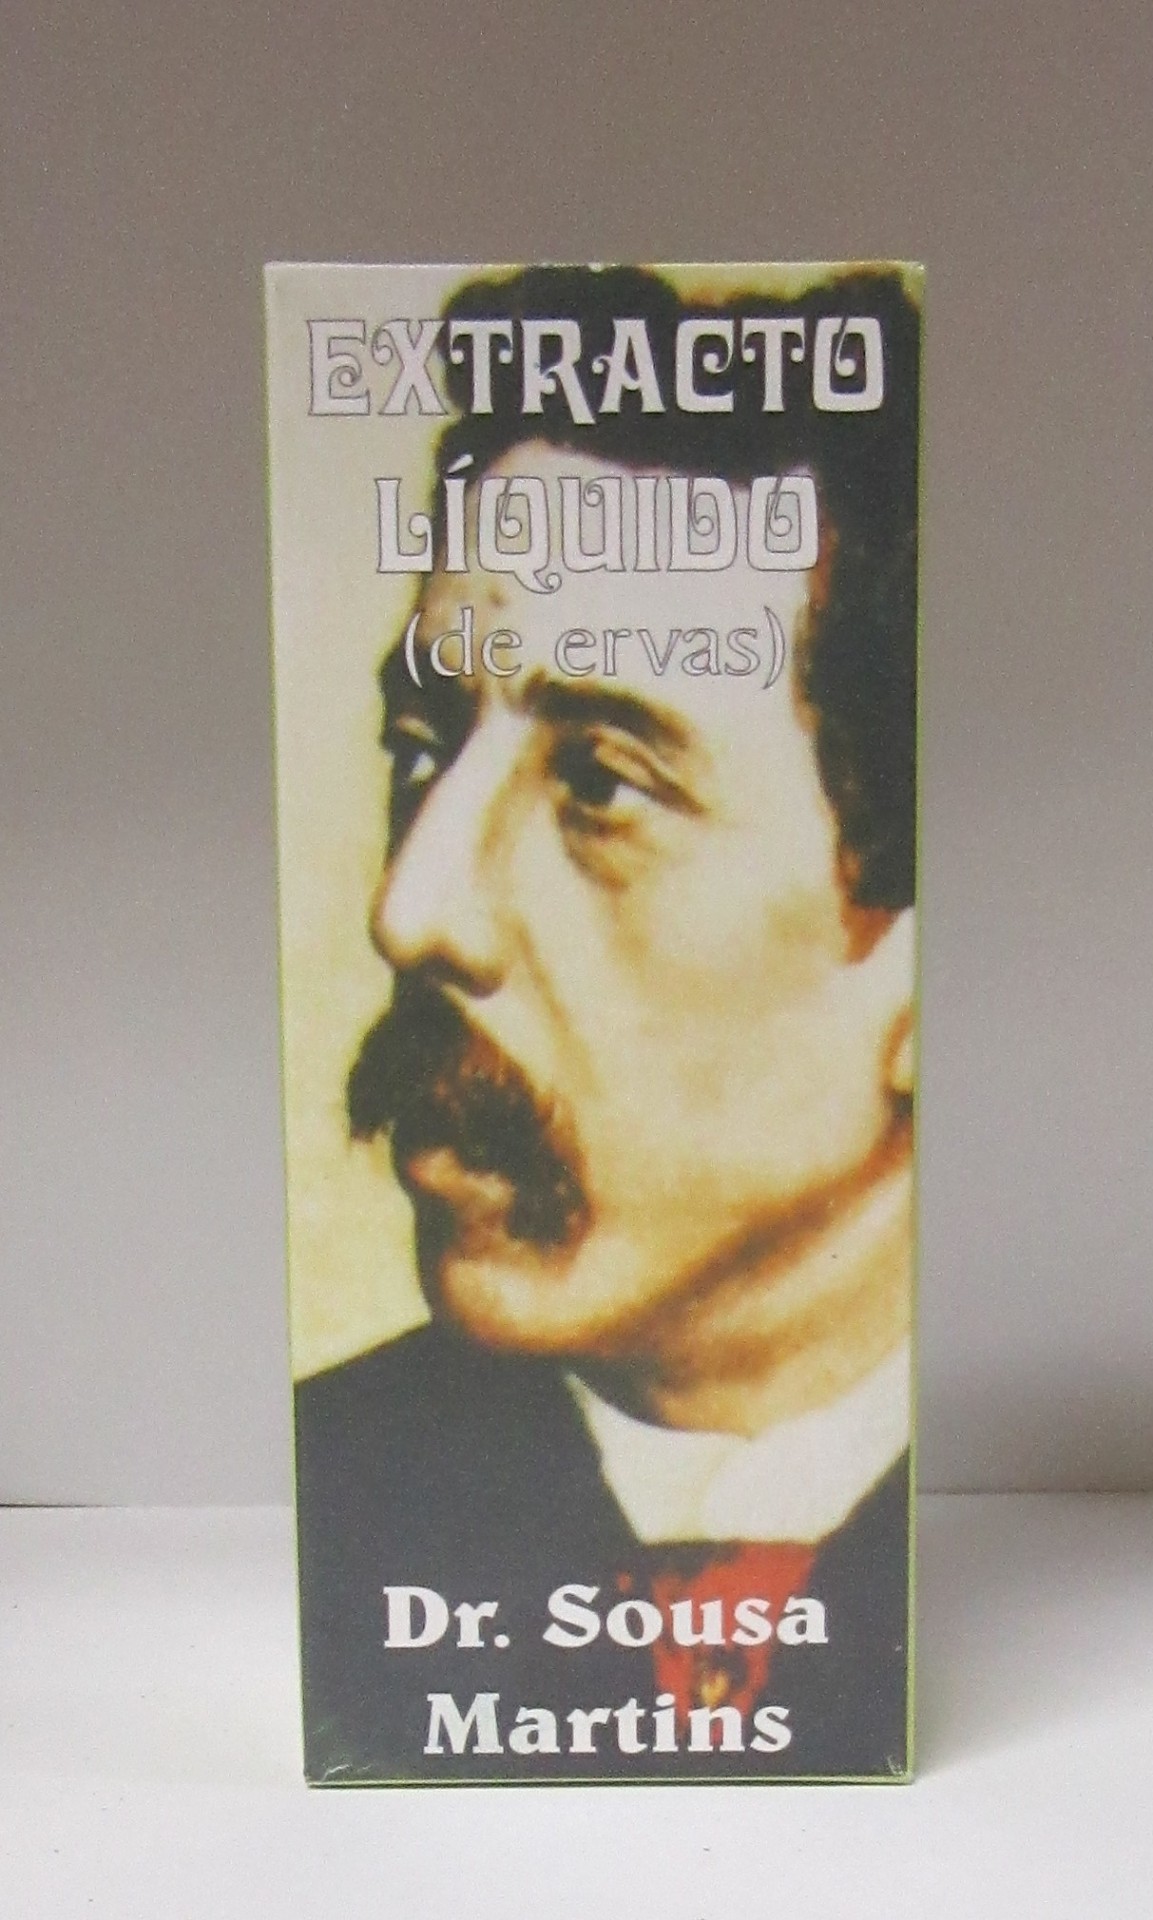 EXTRACTO
LÍQUIDO
(de ervas)
Dr. Sousa
Martins